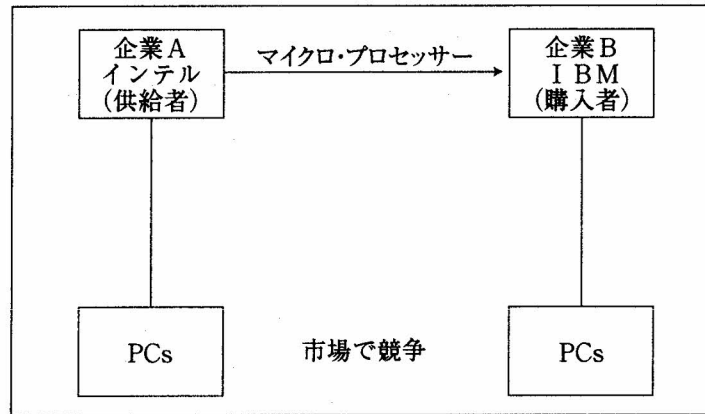 企業A
インテル
(供給者)
マイクロ・プロセッサー
企業B
IBM
(購入者)
PCs
市場で競争
PCs